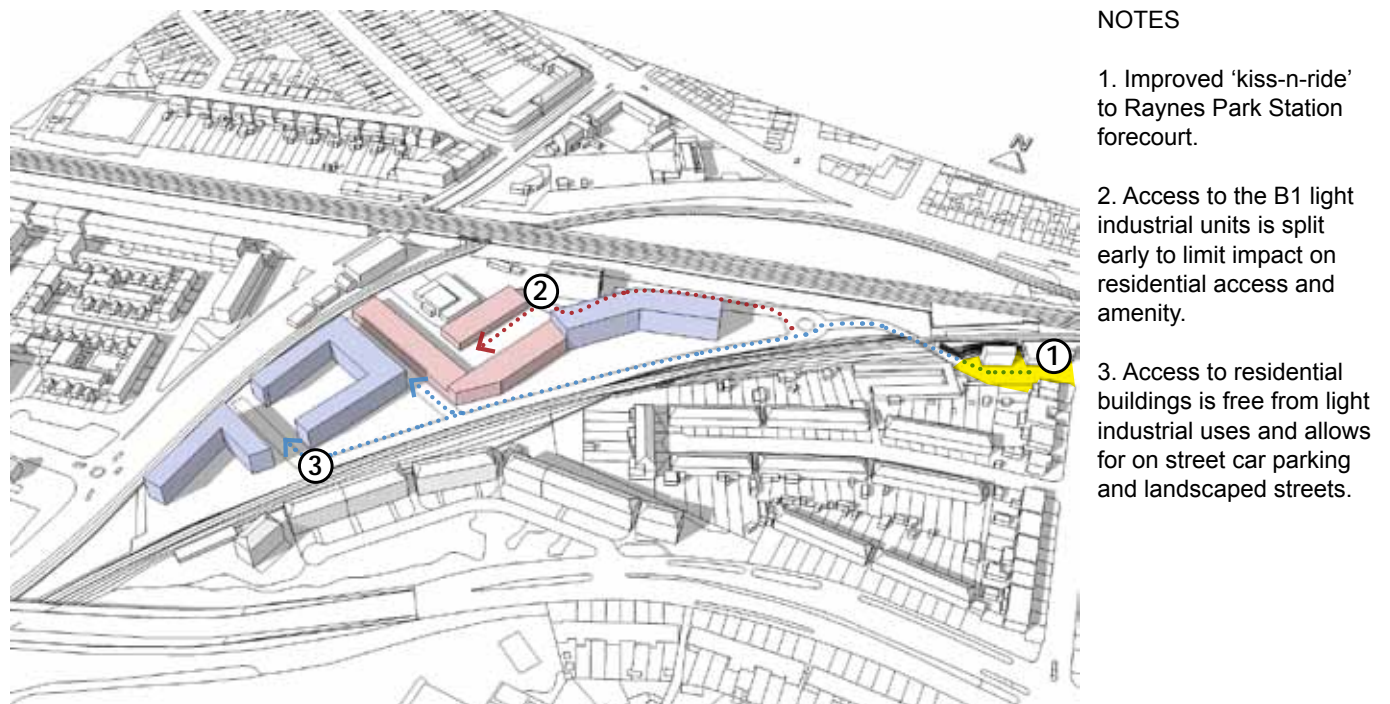 N
2
1
3
NOTES
1. Improved ‘kiss-n-ride’
to Raynes Park Station
forecourt.
2. Access to the B1 light
industrial units is split
early to limit impact on
residential access and
amenity.
3. Access to residential
buildings is free from light
industrial uses and allows
for on street car parking
and landscaped streets.